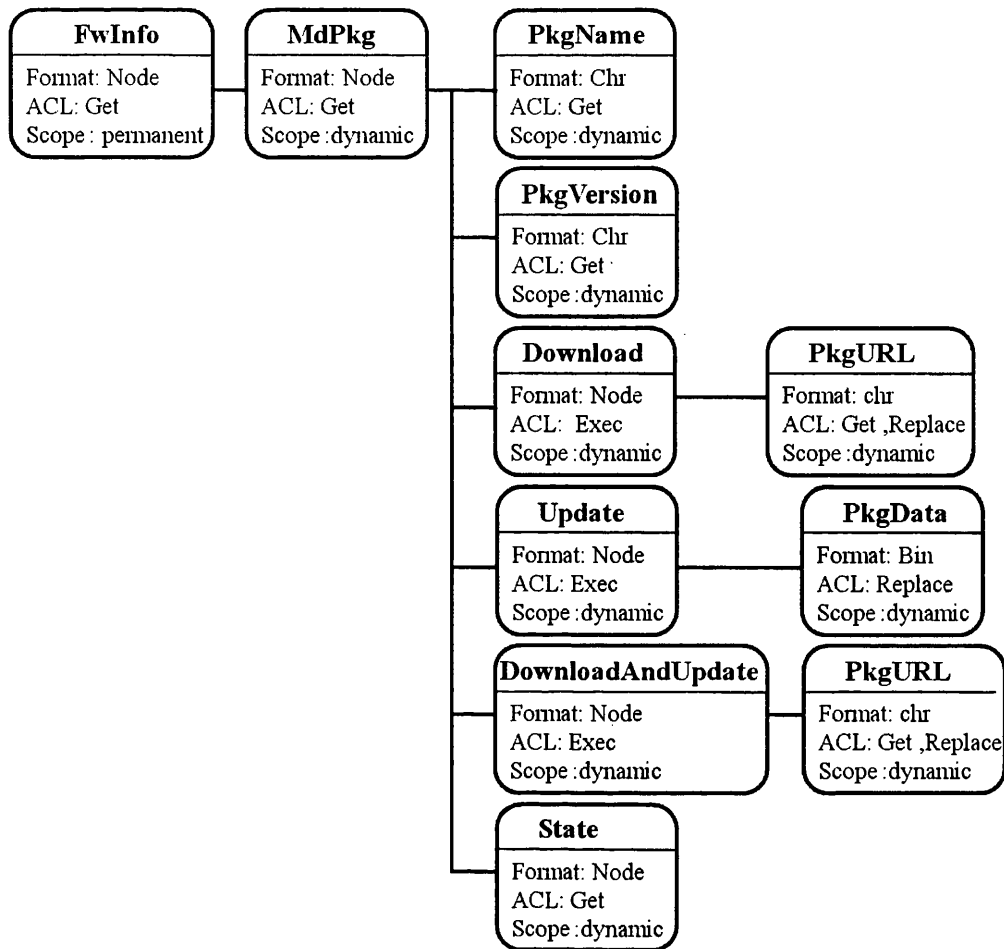 FwInfo
Format: Node
ACL: Get
Scope: permanent
MdPkg
Format: Node
ACL: Get
Scope:dynamic
PkgName
Format: Chr
ACL: Get
Scope:dynamic
PkgVersion
Format: Chr
ACL: Get
Scope:dynamic
Download
Format: Node
ACL: Exec
Scope:dynamic
PkgURL
Format: chr
ACL: Get ,Replace
Scope:dynamic
Update
Format: Node
ACL: Exec
Scope:dynamic
PkgData
Format: Bin
ACL: Replace
Scope:dynamic
DownloadAndUpdate
Format: Node
ACL: Exec
Scope:dynamic
PkgURL
Format: chr
ACL: Get ,Replace
Scope:dynamic
State
Format: Node
ACL: Get
Scope:dynamic